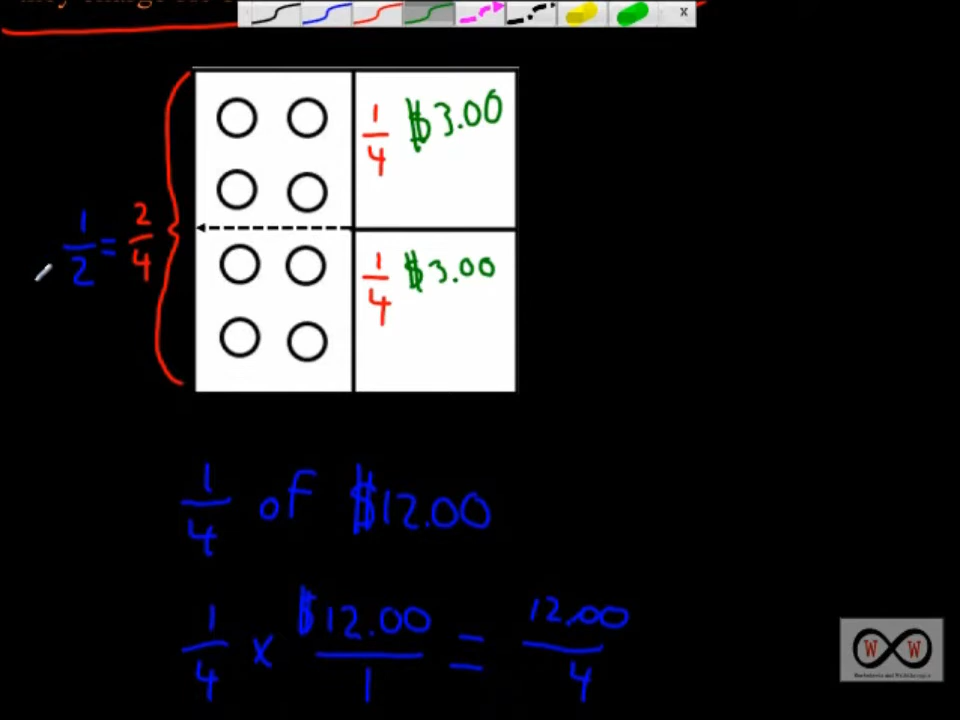 x
1/4 $3.00
1/2 = 2/4
1/4 $3.00
1/4 of $12.00
1/4 x $12.00/1 = 12.00/4
W W